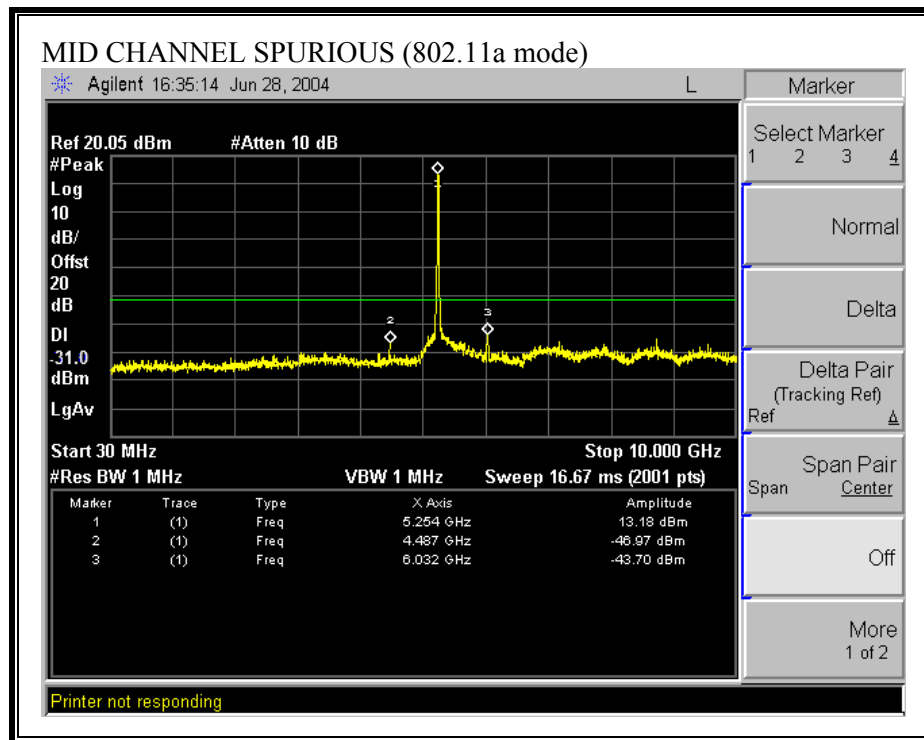 MID CHANNEL SPURIOUS (802.11a mode)
Agilent 16:35:14 Jun 28, 2004 L
Ref 20.05 dBm #Atten 10 dB
#Peak
Log
10
dB/
Offst
20
dB
DI
-31.0
dBm
LgAv
1
2
3
Start 30 MHz Stop 10.000 GHz
#Res BW 1 MHz VBW 1 MHz Sweep 16.67 ms (2001 pts)
Marker Trace Type X Axis Amplitude
1 (1) Freq 5.254 GHz 13.18 dBm
2 (1) Freq 4.487 GHz -46.97 dBm
3 (1) Freq 6.032 GHz -43.70 dBm
Printer not responding
Marker
Select Marker
1 2 3 4
Normal
Delta
Delta Pair
(Tracking Ref)
Ref Δ
Span Pair
Span Center
Off
More
1 of 2